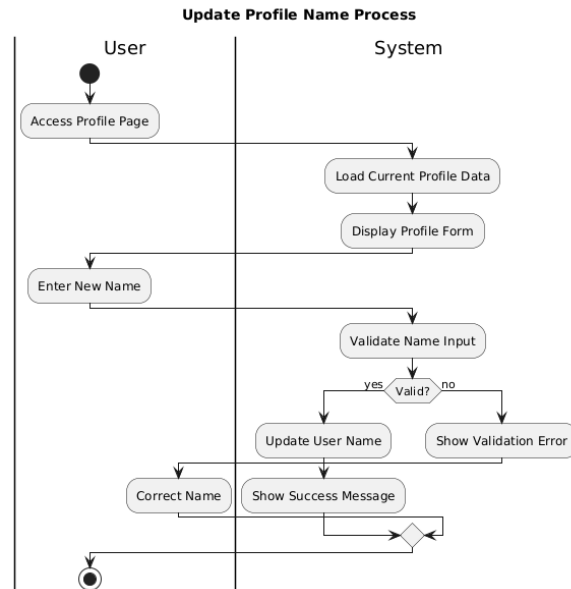 Update Profile Name Process
User
System
Access Profile Page
Load Current Profile Data
Display Profile Form
Enter New Name
Validate Name Input
yes
Valid?
no
Update User Name
Show Validation Error
Correct Name
Show Success Message